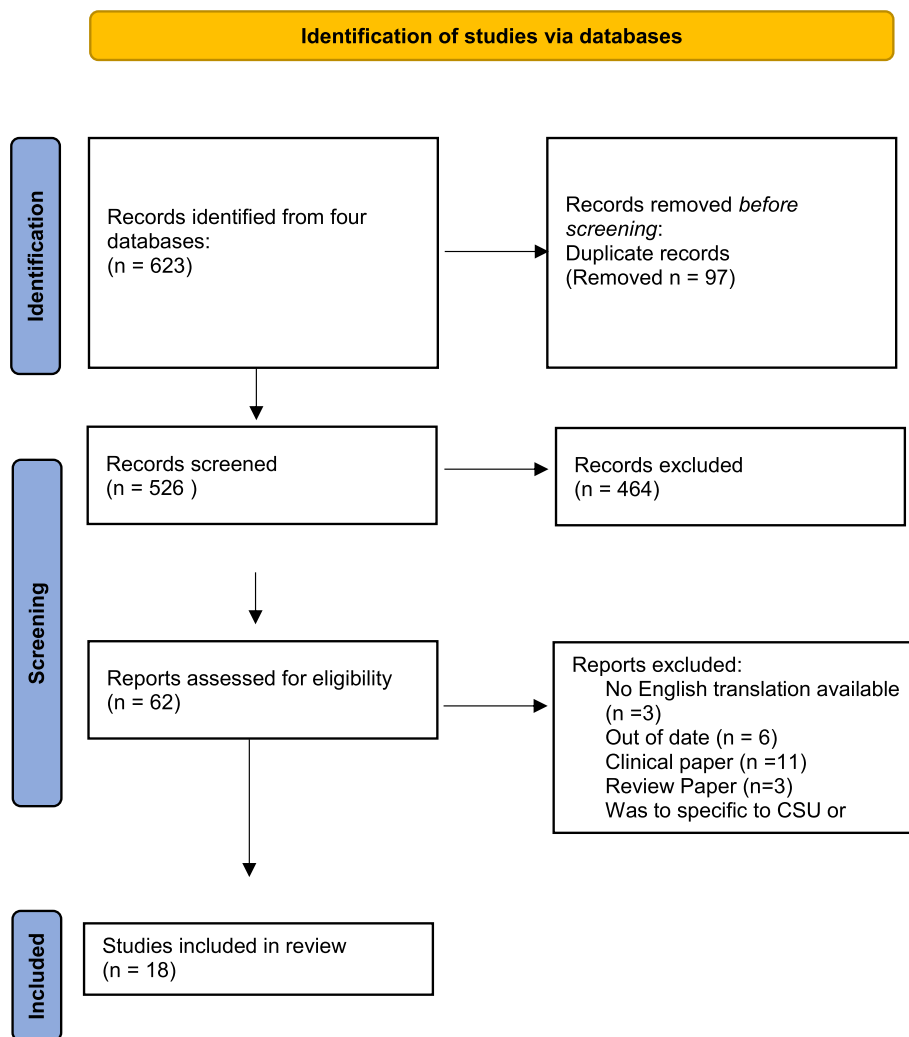 Identification of studies via databases
Identification
Records identified from four
databases:
(n = 623)
Records removed before
screening:
Duplicate records
(Removed n = 97)
Screening
Records screened
(n = 526 )
Records excluded
(n = 464)
Reports assessed for eligibility
(n = 62)
Reports excluded:
No English translation available
(n =3)
Out of date (n = 6)
Clinical paper (n =11)
Review Paper (n=3)
Was to specific to CSU or
Included
Studies included in review
(n = 18)